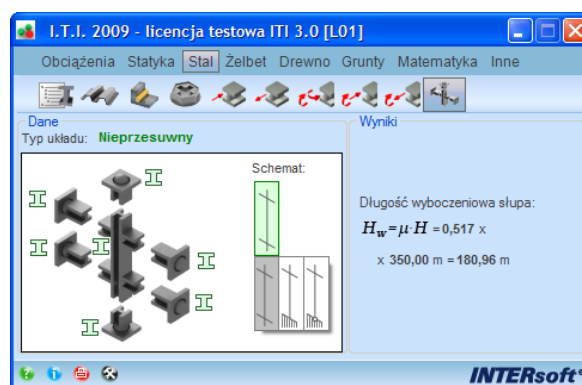 I.T.I. 2009 - licencja testowa ITI 3.0 [L01]
Obciążenia Statyka Stal Żelbet Drewno Grunty Matematyka Inne
Dane
Typ układu: Nieprzesuwny
Schemat:
Wyniki
Długość wyboczeniowa słupa:
H_w=μ·H =0,517 x
x 350,00 m =180,96 m
INTERsoft